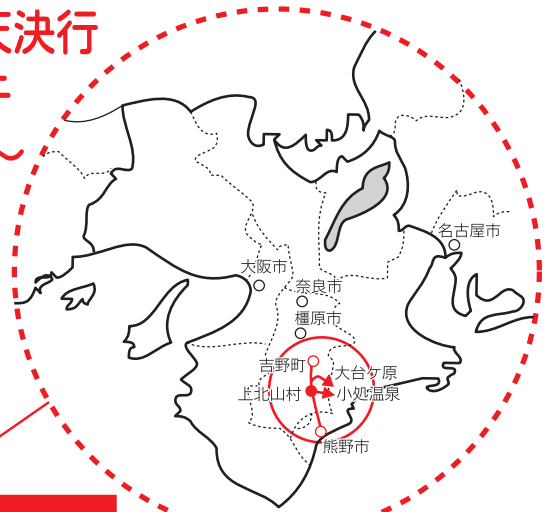 決行
名古屋市
大阪市
奈良市
橿原市
吉野町
大台ケ原
上北山村
小処温泉
熊野市